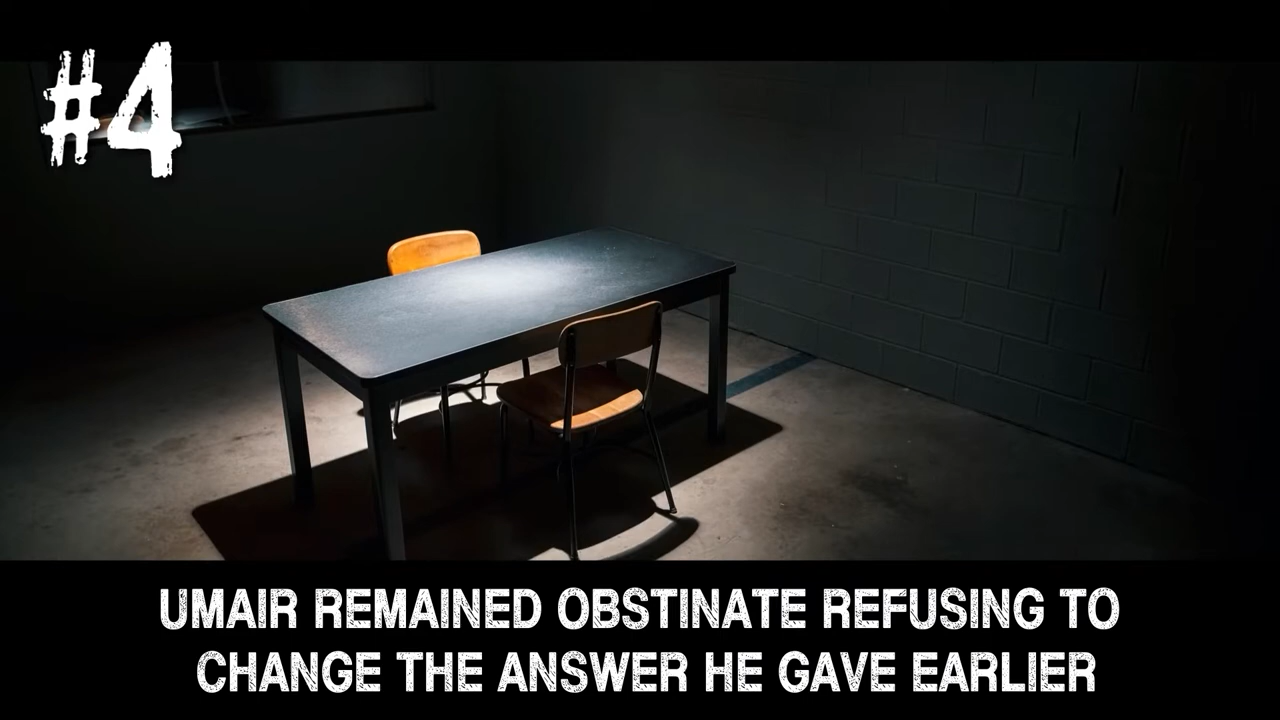 #4
UMAIR REMAINED OBSTINATE REFUSING TO
CHANGE THE ANSWER HE GAVE EARLIER